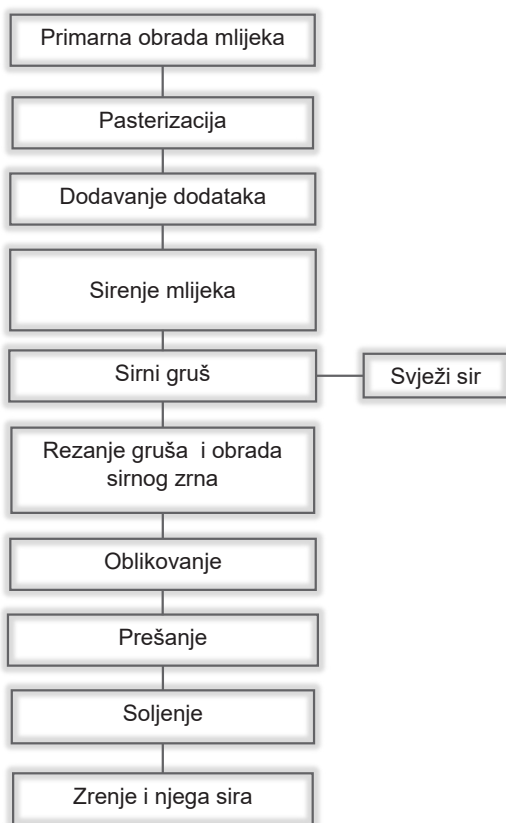 Primarna obrada mlijeka
Pasterizacija
Dodavanje dodataka
Sirenje mlijeka
Sirni gruš
Svježi sir
Rezanje gruša i obrada
sirnog zrna
Oblikovanje
Prešanje
Soljenje
Zrenje i njega sira